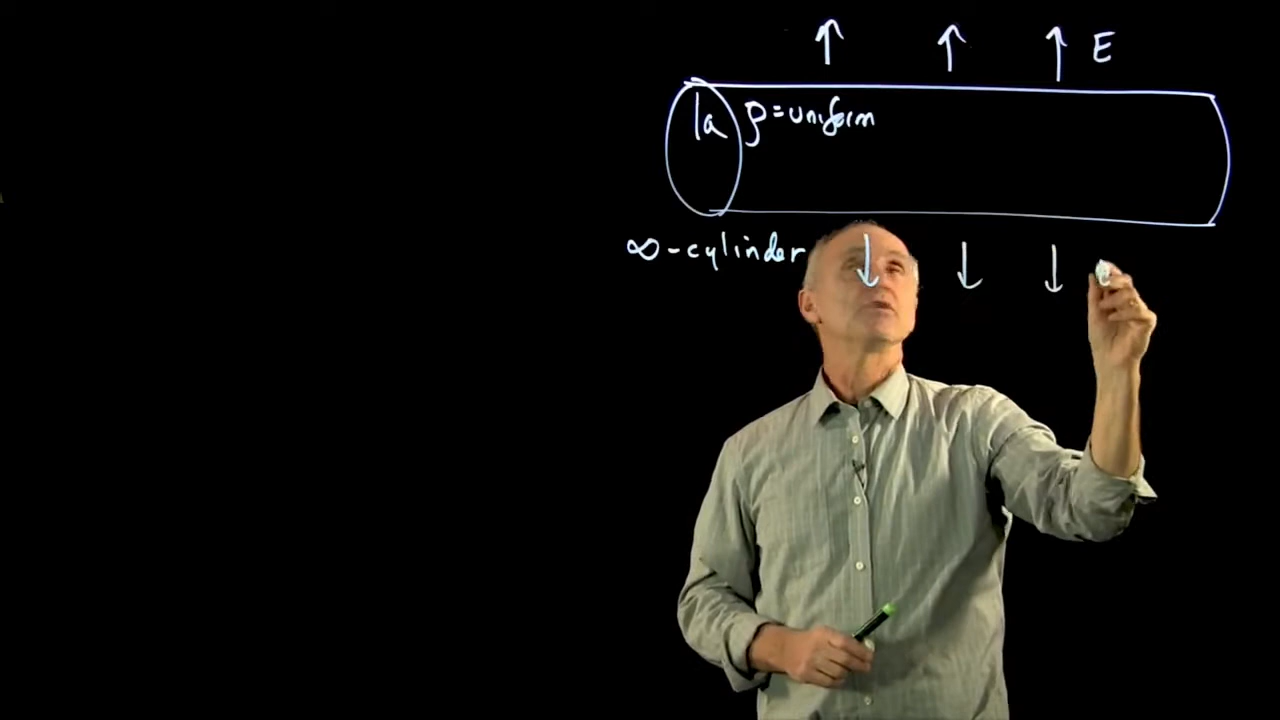 E
a ρ = uniform
∞-cylinder